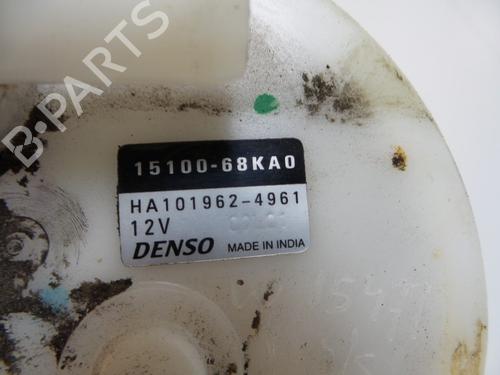 B-PARTS
15100-68KA0
HA101962-4961
12V
DENSO MADE IN INDIA